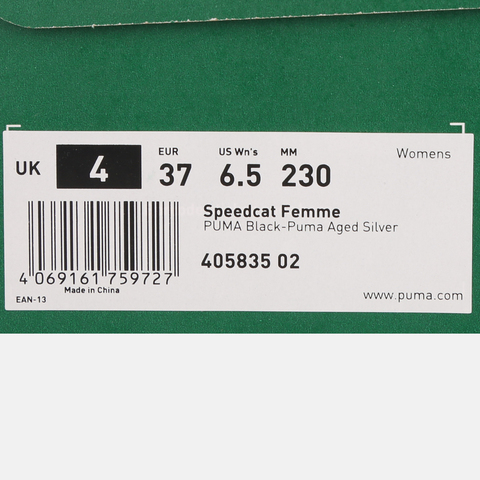 UK 4 EUR 37 US Wn's 6.5 MM 230 Womens
Speedcat Femme
PUMA Black-Puma Aged Silver
405835 02
4 069161 759727
Made in China
EAN-13
www.puma.com